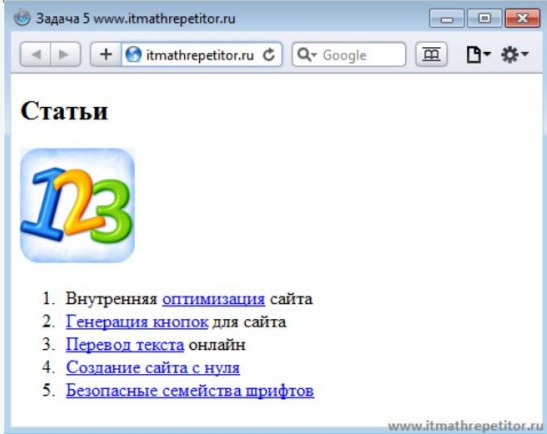 Задача 5 www.itmathrepetitor.ru
itmathrepetitor.ru
Google
Статьи
123
1. Внутренняя оптимизация сайта
2. Генерация кнопок для сайта
3. Перевод текста онлайн
4. Создание сайта с нуля
5. Безопасные семейства шрифтов
www.itmathrepetitor.ru